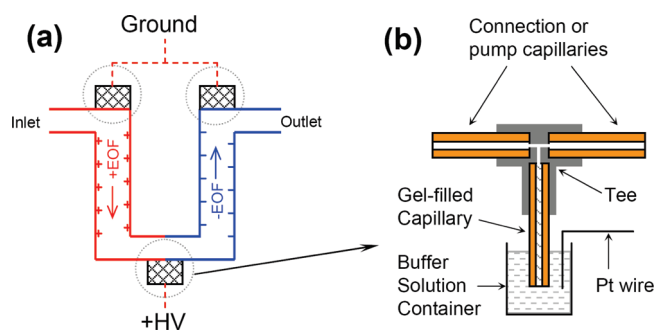 (a)
Ground
Inlet
Outlet
+EOF
-EOF
+HV
(b)
Connection or
pump capillaries
Gel-filled
Capillary
Tee
Buffer
Solution
Container
Pt wire